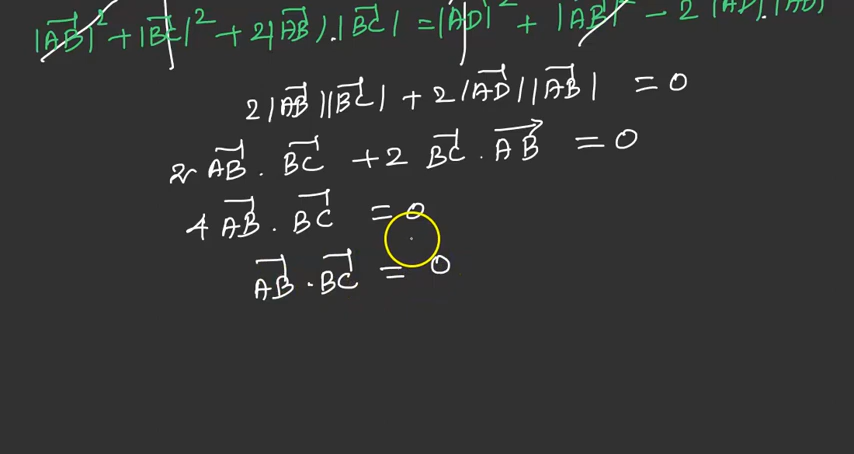 |AB⃗|² + |BC⃗|² + 2|AB⃗|.|BC⃗| = |AD⃗|² + |AB⃗|² - 2|AD⃗|.|AB⃗|
2|AB⃗||BC⃗| + 2|AD⃗||AB⃗| = 0
2 AB⃗ . BC⃗ + 2 BC⃗ . AB⃗ = 0
4 AB⃗ . BC⃗ = 0
AB⃗ . BC⃗ = 0